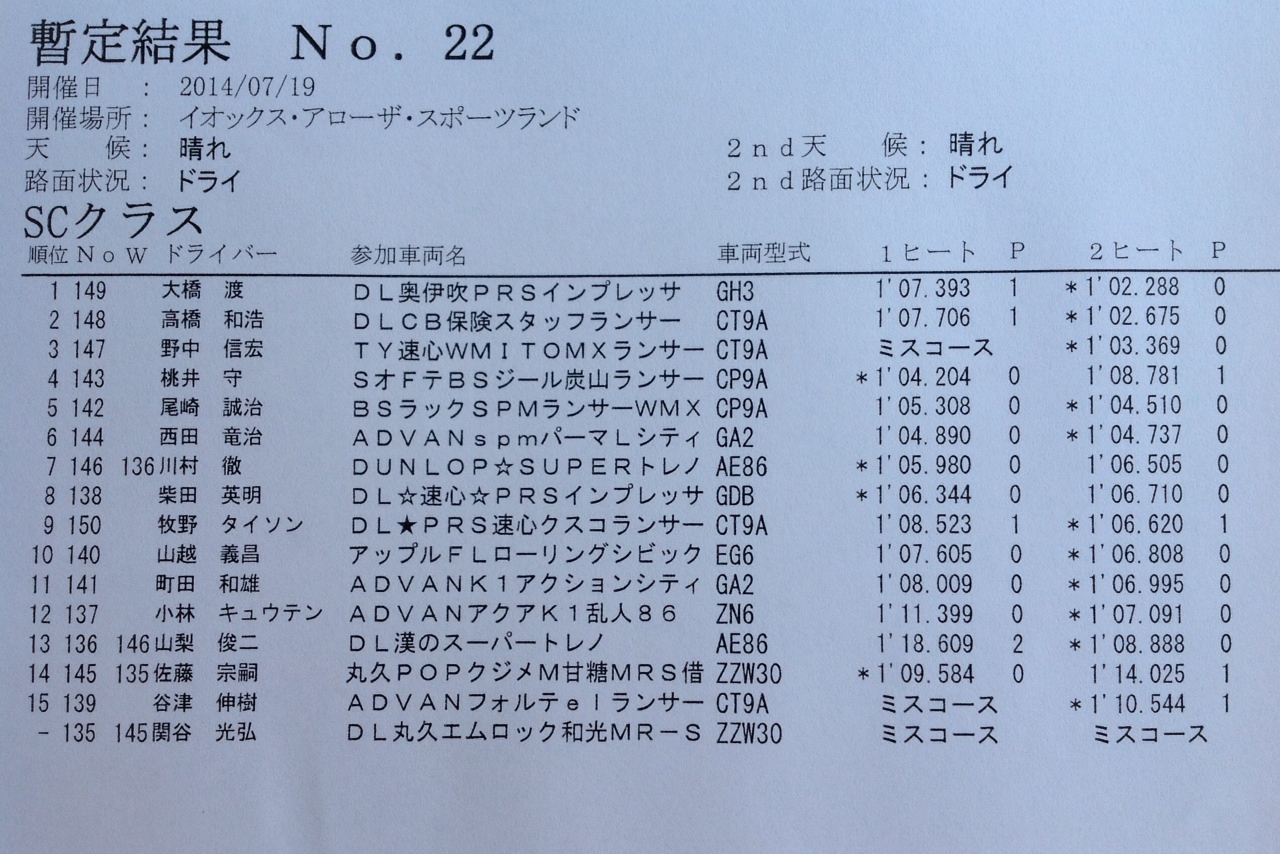 暫定結果　Ｎｏ．22
開催日　：　2014/07/19
開催場所：　イオックス・アローザ・スポーツランド
天　　候：　晴れ　２ｎｄ天　　候：晴れ
路面状況：　ドライ　２ｎｄ路面状況：ドライ
SCクラス
順位 Ｎｏ Ｗ ドライバー 参加車両名 車両型式 １ヒート Ｐ ２ヒート Ｐ
1 149 大橋　渡 ＤＬ奥伊吹ＰＲＳインプレッサ GH3 1'07.393 1 ＊1'02.288 0
2 148 高橋　和浩 ＤＬＣＢ保険スタッフランサー CT9A 1'07.706 1 ＊1'02.675 0
3 147 野中　信宏 ＴＹ速心ＷＭＩＴＯＭＸランサー CT9A ミスコース ＊1'03.369 0
4 143 桃井　守 ＳオＦテＢＳジール炭山ランサー CP9A ＊1'04.204 0 1'08.781 1
5 142 尾崎　誠治 ＢＳラックＳＰＭランサーＷＭＸ CP9A 1'05.308 0 ＊1'04.510 0
6 144 西田　竜治 ＡＤＶＡＮｓｐｍパーマＬシティ GA2 1'04.890 0 ＊1'04.737 0
7 146 136 川村　徹 ＤＵＮＬＯＰ☆ＳＵＰＥＲトレノ AE86 ＊1'05.980 0 1'06.505 0
8 138 柴田　英明 ＤＬ☆速心☆ＰＲＳインプレッサ GDB ＊1'06.344 0 1'06.710 0
9 150 牧野　タイソン ＤＬ★ＰＲＳ速心クスコランサー CT9A 1'08.523 1 ＊1'06.620 1
10 140 山越　義昌 アップルＦＬローリングシビック EG6 1'07.605 0 ＊1'06.808 0
11 141 町田　和雄 ＡＤＶＡＮＫ１アクションシティ GA2 1'08.009 0 ＊1'06.995 0
12 137 小林　キュウテン ＡＤＶＡＮアクアＫ１乱人８６ ZN6 1'11.399 0 ＊1'07.091 0
13 136 146 山梨　俊二 ＤＬ漢のスーパートレノ AE86 1'18.609 2 ＊1'08.888 0
14 145 135 佐藤　宗嗣 丸久ＰＯＰクジメＭ甘糖ＭＲＳ借 ZZW30 ＊1'09.584 0 1'14.025 1
15 139 谷津　伸樹 ＡＤＶＡＮフォルテｅｌランサー CT9A ミスコース ＊1'10.544 1
－ 135 145 関谷　光弘 ＤＬ丸久エムロック和光ＭＲ－Ｓ ZZW30 ミスコース ミスコース